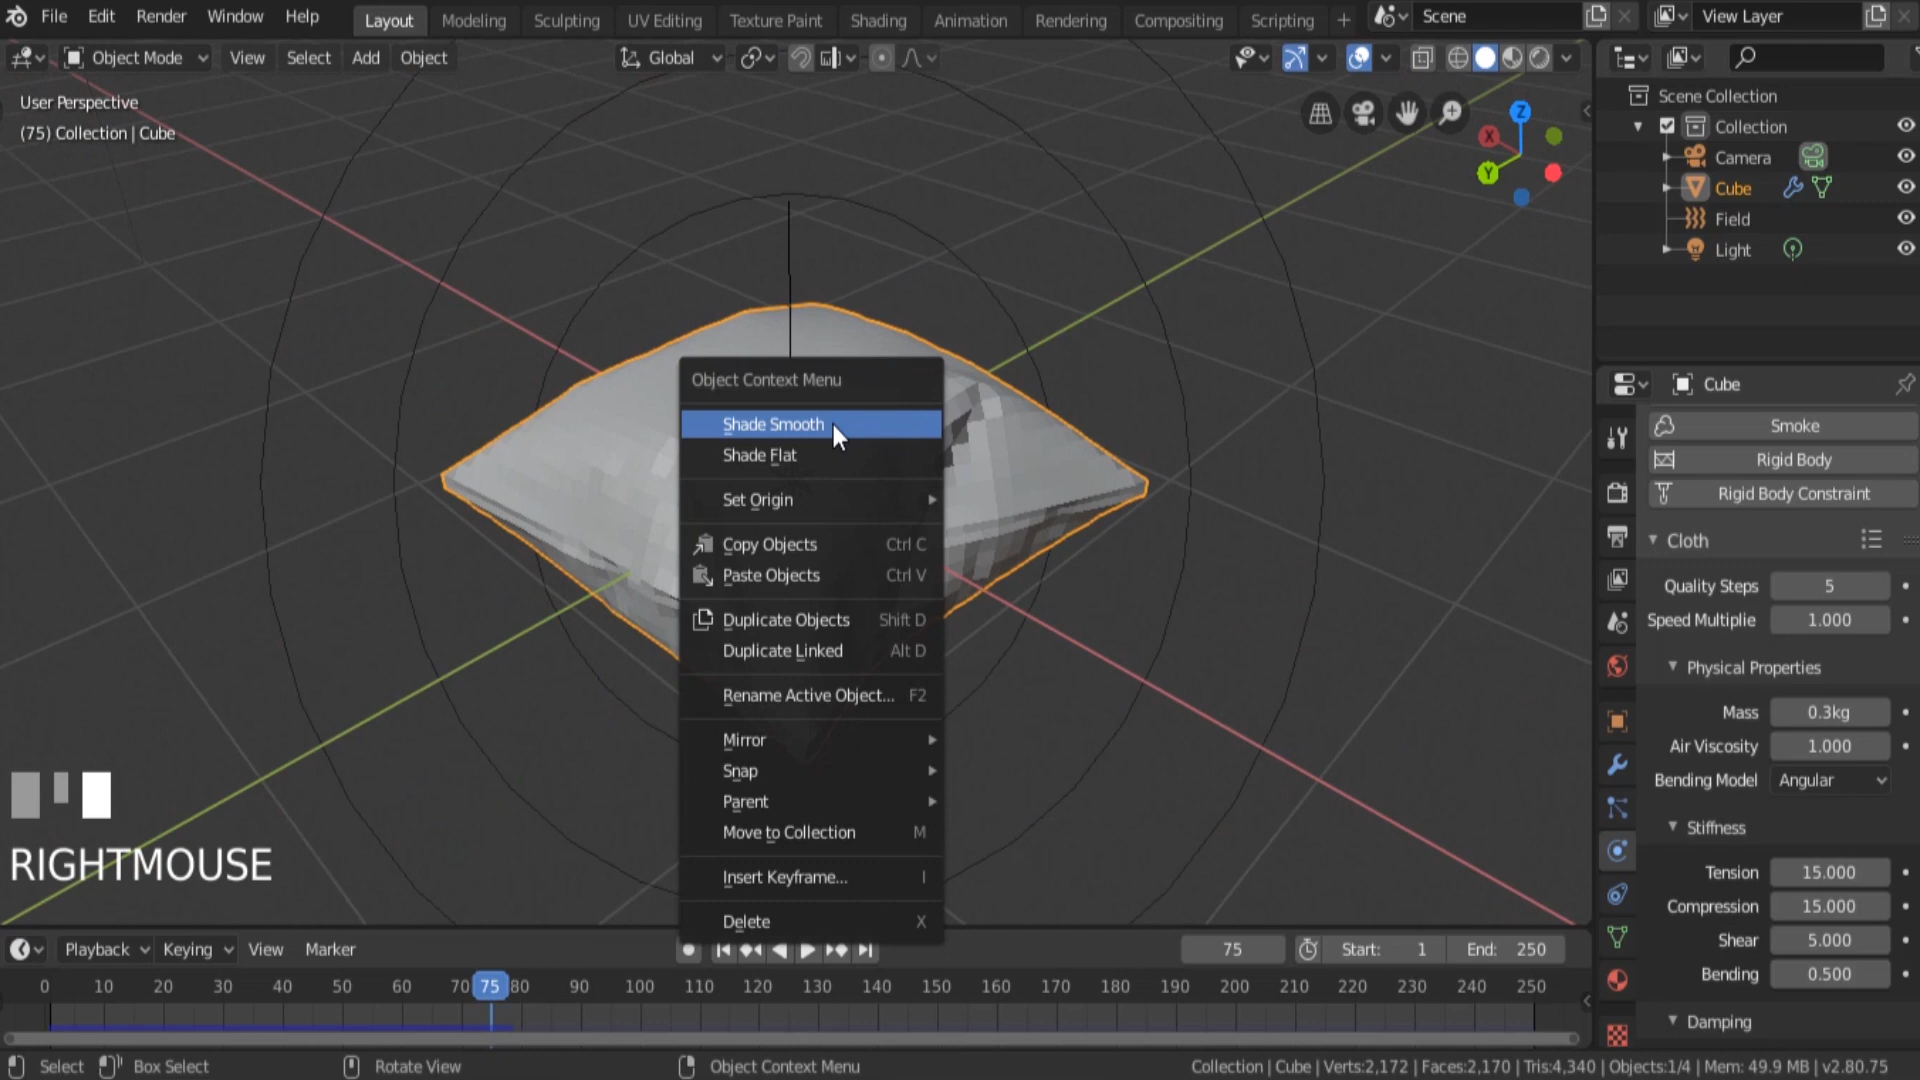 File Edit Render Window Help Layout Modeling Sculpting UV Editing Texture Paint Shading Animation Rendering Compositing Scripting + Scene View Layer
Object Mode View Select Add Object Global
User Perspective
(75) Collection | Cube
Z
X
Y
Scene Collection
Collection
Camera
Cube
Field
Light
Object Context Menu
Shade Smooth
Shade Flat
Set Origin
Copy Objects Ctrl C
Paste Objects Ctrl V
Duplicate Objects Shift D
Duplicate Linked Alt D
Rename Active Object... F2
Mirror
Snap
Parent
Move to Collection M
Insert Keyframe... I
Delete X
Cube
Smoke
Rigid Body
Rigid Body Constraint
Cloth
Quality Steps 5
Speed Multiplie 1.000
Physical Properties
Mass 0.3kg
Air Viscosity 1.000
Bending Model Angular
Stiffness
Tension 15.000
Compression 15.000
Shear 5.000
Bending 0.500
Damping
RIGHTMOUSE
Playback Keying View Marker 75 Start: 1 End: 250
0 10 20 30 40 50 60 70 75 80 90 100 110 120 130 140 150 160 170 180 190 200 210 220 230 240 250
Select Box Select Rotate View Object Context Menu Collection | Cube | Verts:2,172 | Faces:2,170 | Tris:4,340 | Objects:1/4 | Mem: 49.9 MB | v2.80.75